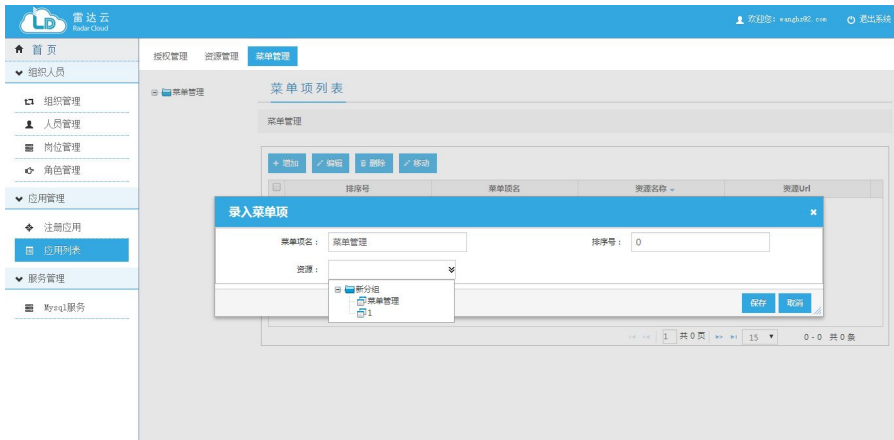 LD
雷达云
Radar Cloud
欢迎您：wangbz02.com 退出系统
首页
授权管理 资源管理 菜单管理
组织人员
组织管理
人员管理
岗位管理
角色管理
应用管理
注册应用
应用列表
服务管理
Mysql服务
菜单管理
菜单项列表
菜单管理
+ 增加 编辑 删除 移动
排序号 菜单项名 资源名称 资源Url
录入菜单项
菜单项名： 菜单管理 排序号： 0
资源：
新分组
菜单管理
1
保存 取消
1 共0页 15 0 - 0 共0条